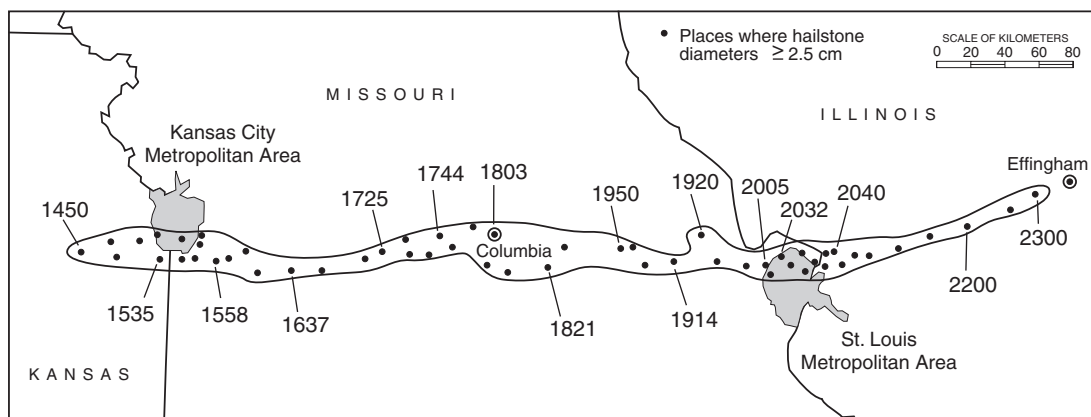 Places where hailstone
diameters ≥ 2.5 cm
SCALE OF KILOMETERS
0 20 40 60 80
MISSOURI
ILLINOIS
Kansas City
Metropolitan Area
Effingham
1450
1725
1744
1803
1950
1920
2005
2032
2040
Columbia
1535
1558
1637
1821
1914
2200
2300
St. Louis
Metropolitan Area
KANSAS